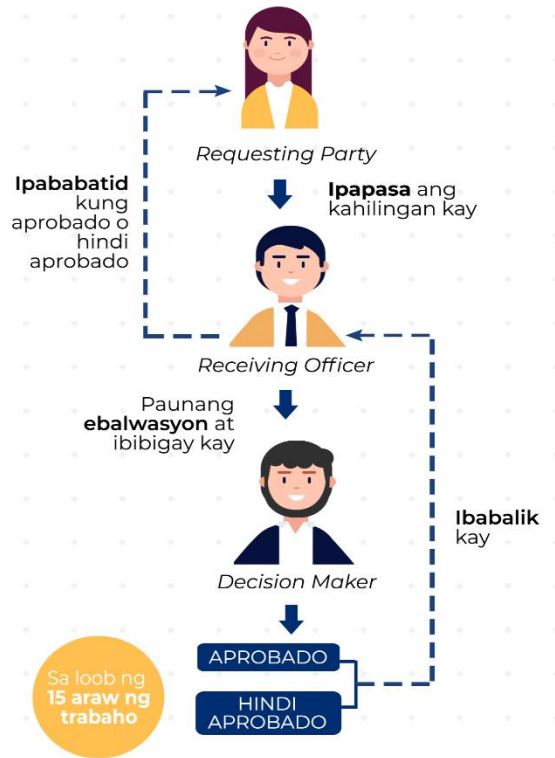 Requesting Party
Ipababatid
kung
aprobado o
hindi
aprobado
Ipapasa ang
kahilingan kay
Receiving Officer
Paunang
ebalwasyon at
ibibigay kay
Ibabalik
kay
Decision Maker
APROBADO
HINDI
APROBADO
Sa loob ng
15 araw ng
trabaho